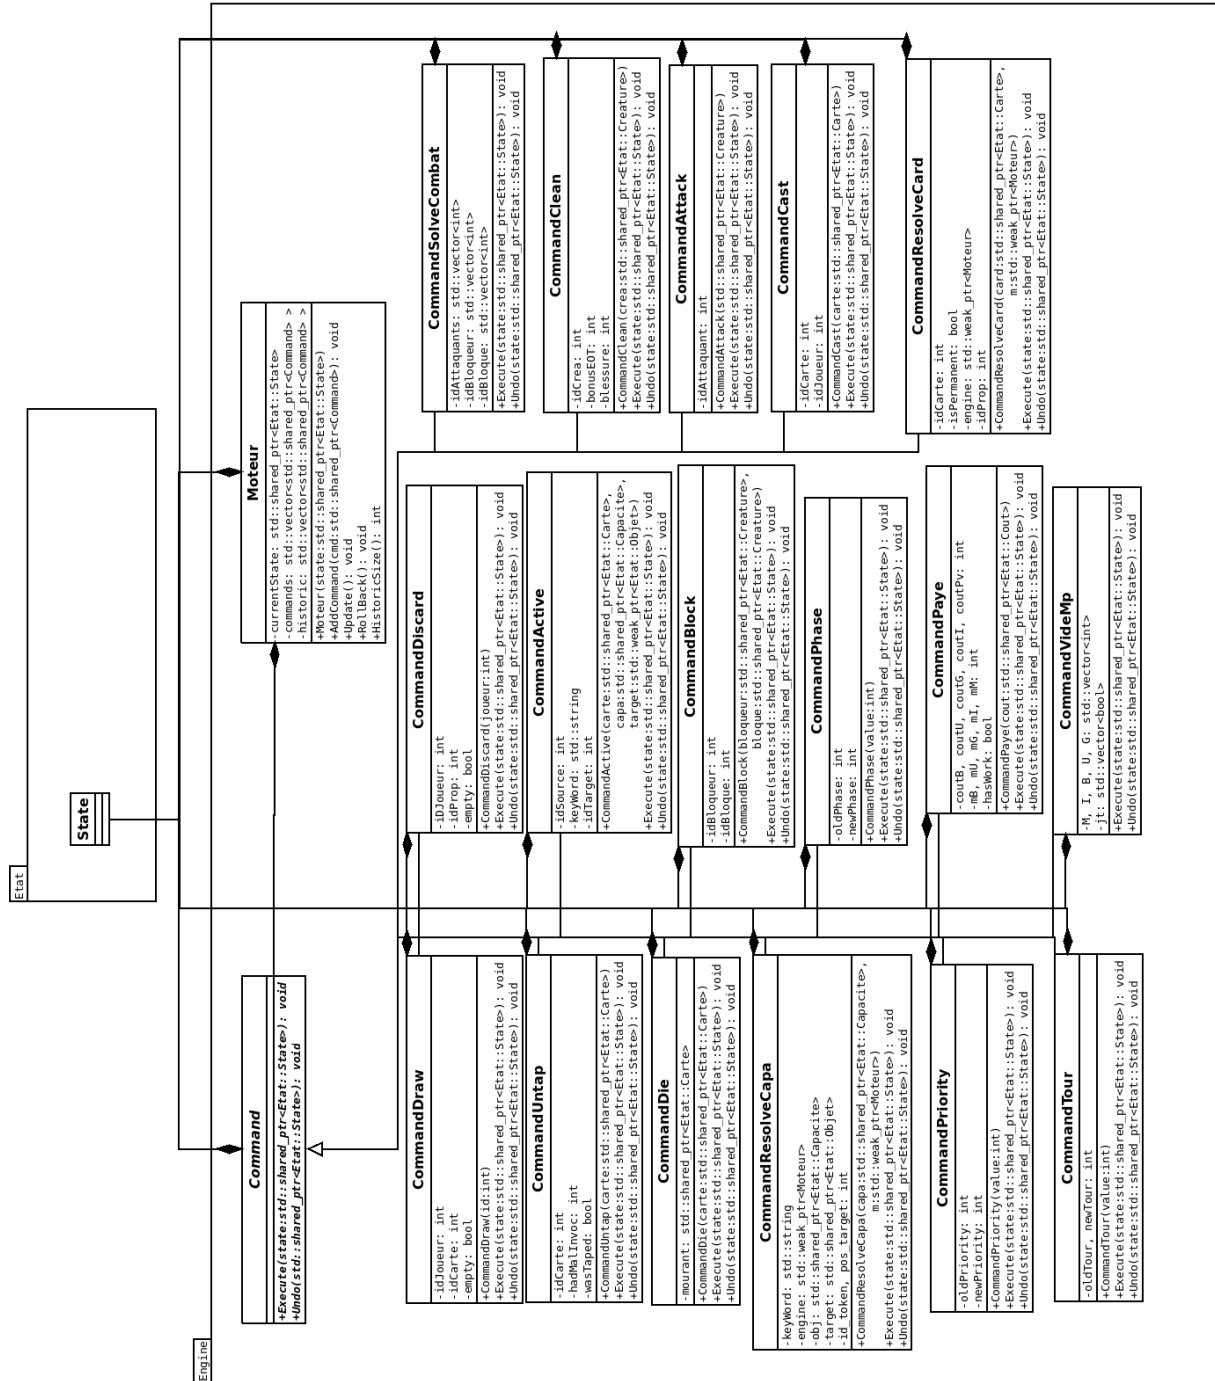 Etat
State
Engine
Command
+Execute(state:std::shared_ptr<Etat::State>): void
+Undo(std::shared_ptr<Etat::State>): void
Moteur
-currentState: std::shared_ptr<Etat::State>
-commands: std::vector<std::shared_ptr<Command> >
-historic: std::vector<std::shared_ptr<Command> >
+Moteur(state:std::shared_ptr<Etat::State>)
+AddCommand(cmd:std::shared_ptr<Command>): void
+Update(): void
+RollBack(): void
+HistoricSize(): int
CommandDraw
-idJoueur: int
-idCarte: int
-empty: bool
+CommandDraw(id:int)
+Execute(state:std::shared_ptr<Etat::State>): void
+Undo(state:std::shared_ptr<Etat::State>): void
CommandDiscard
-iDJoueur: int
-idProp: int
-empty: bool
+CommandDiscard(joueur:int)
+Execute(state:std::shared_ptr<Etat::State>): void
+Undo(state:std::shared_ptr<Etat::State>): void
CommandSolveCombat
-idAttaquants: std::vector<int>
-idBloqueur: std::vector<int>
-idBloque: std::vector<int>
+Execute(state:std::shared_ptr<Etat::State>): void
+Undo(state:std::shared_ptr<Etat::State>): void
CommandUntap
-idCarte: int
-hadMalInvoc: int
-wasTaped: bool
+CommandUntap(carte:std::shared_ptr<Etat::Carte>)
+Execute(state:std::shared_ptr<Etat::State>): void
+Undo(state:std::shared_ptr<Etat::State>): void
CommandActive
-idSource: int
-keyWord: std::string
-idTarget: int
+CommandActive(carte:std::shared_ptr<Etat::Carte>,
capa:std::shared_ptr<Etat::Capacite>,
target:std::weak_ptr<Etat::Objet>)
+Execute(state:std::shared_ptr<Etat::State>): void
+Undo(state:std::shared_ptr<Etat::State>): void
CommandClean
-idCrea: int
-bonusEOT: int
-blessure: int
+CommandClean(crea:std::shared_ptr<Etat::Creature>)
+Execute(state:std::shared_ptr<Etat::State>): void
+Undo(state:std::shared_ptr<Etat::State>): void
CommandDie
-mourant: std::shared_ptr<Etat::Carte>
+CommandDie(carte:std::shared_ptr<Etat::Carte>)
+Execute(state:std::shared_ptr<Etat::State>): void
+Undo(state:std::shared_ptr<Etat::State>): void
CommandBlock
-idBloqueur: int
-idBloque: int
+CommandBlock(bloqueur:std::shared_ptr<Etat::Creature>,
bloque:std::shared_ptr<Etat::Creature>)
+Execute(state:std::shared_ptr<Etat::State>): void
+Undo(state:std::shared_ptr<Etat::State>): void
CommandAttack
-idAttaquant: int
+CommandAttack(std::shared_ptr<Etat::Creature>)
+Execute(state:std::shared_ptr<Etat::State>): void
+Undo(state:std::shared_ptr<Etat::State>): void
CommandResolveCapa
-keyWord: std::string
-engine: std::weak_ptr<Moteur>
-obj: std::shared_ptr<Etat::Capacite>
-target: std::shared_ptr<Etat::Objet>
-id_token, pos_target: int
+CommandResolveCapa(capa:std::shared_ptr<Etat::Capacite>,
m:std::weak_ptr<Moteur>)
+Execute(state:std::shared_ptr<Etat::State>): void
+Undo(state:std::shared_ptr<Etat::State>): void
CommandPhase
-oldPhase: int
-newPhase: int
+CommandPhase(value:int)
+Execute(state:std::shared_ptr<Etat::State>): void
+Undo(state:std::shared_ptr<Etat::State>): void
CommandCast
-idCarte: int
-idJoueur: int
+CommandCast(carte:std::shared_ptr<Etat::Carte>)
+Execute(state:std::shared_ptr<Etat::State>): void
+Undo(state:std::shared_ptr<Etat::State>): void
CommandPriority
-oldPriority: int
-newPriority: int
+CommandPriority(value:int)
+Execute(state:std::shared_ptr<Etat::State>): void
+Undo(state:std::shared_ptr<Etat::State>): void
CommandPaye
-coutB, coutU, coutG, coutI, coutPv: int
-mB, mU, mG, mI, mM: int
-hasWork: bool
+CommandPaye(cout:std::shared_ptr<Etat::Cout>)
+Execute(state:std::shared_ptr<Etat::State>): void
+Undo(state:std::shared_ptr<Etat::State>): void
CommandResolveCard
-idCarte: int
-isPermanent: bool
-engine: std::weak_ptr<Moteur>
-idProp: int
+CommandResolveCard(card:std::shared_ptr<Etat::Carte>,
m:std::weak_ptr<Moteur>)
+Execute(state:std::shared_ptr<Etat::State>): void
+Undo(state:std::shared_ptr<Etat::State>): void
CommandTour
-oldTour, newTour: int
+CommandTour(value:int)
+Execute(state:std::shared_ptr<Etat::State>): void
+Undo(state:std::shared_ptr<Etat::State>): void
CommandVideMp
-M, I, B, U, G: std::vector<int>
-jt: std::vector<bool>
+Execute(state:std::shared_ptr<Etat::State>): void
+Undo(state:std::shared_ptr<Etat::State>): void